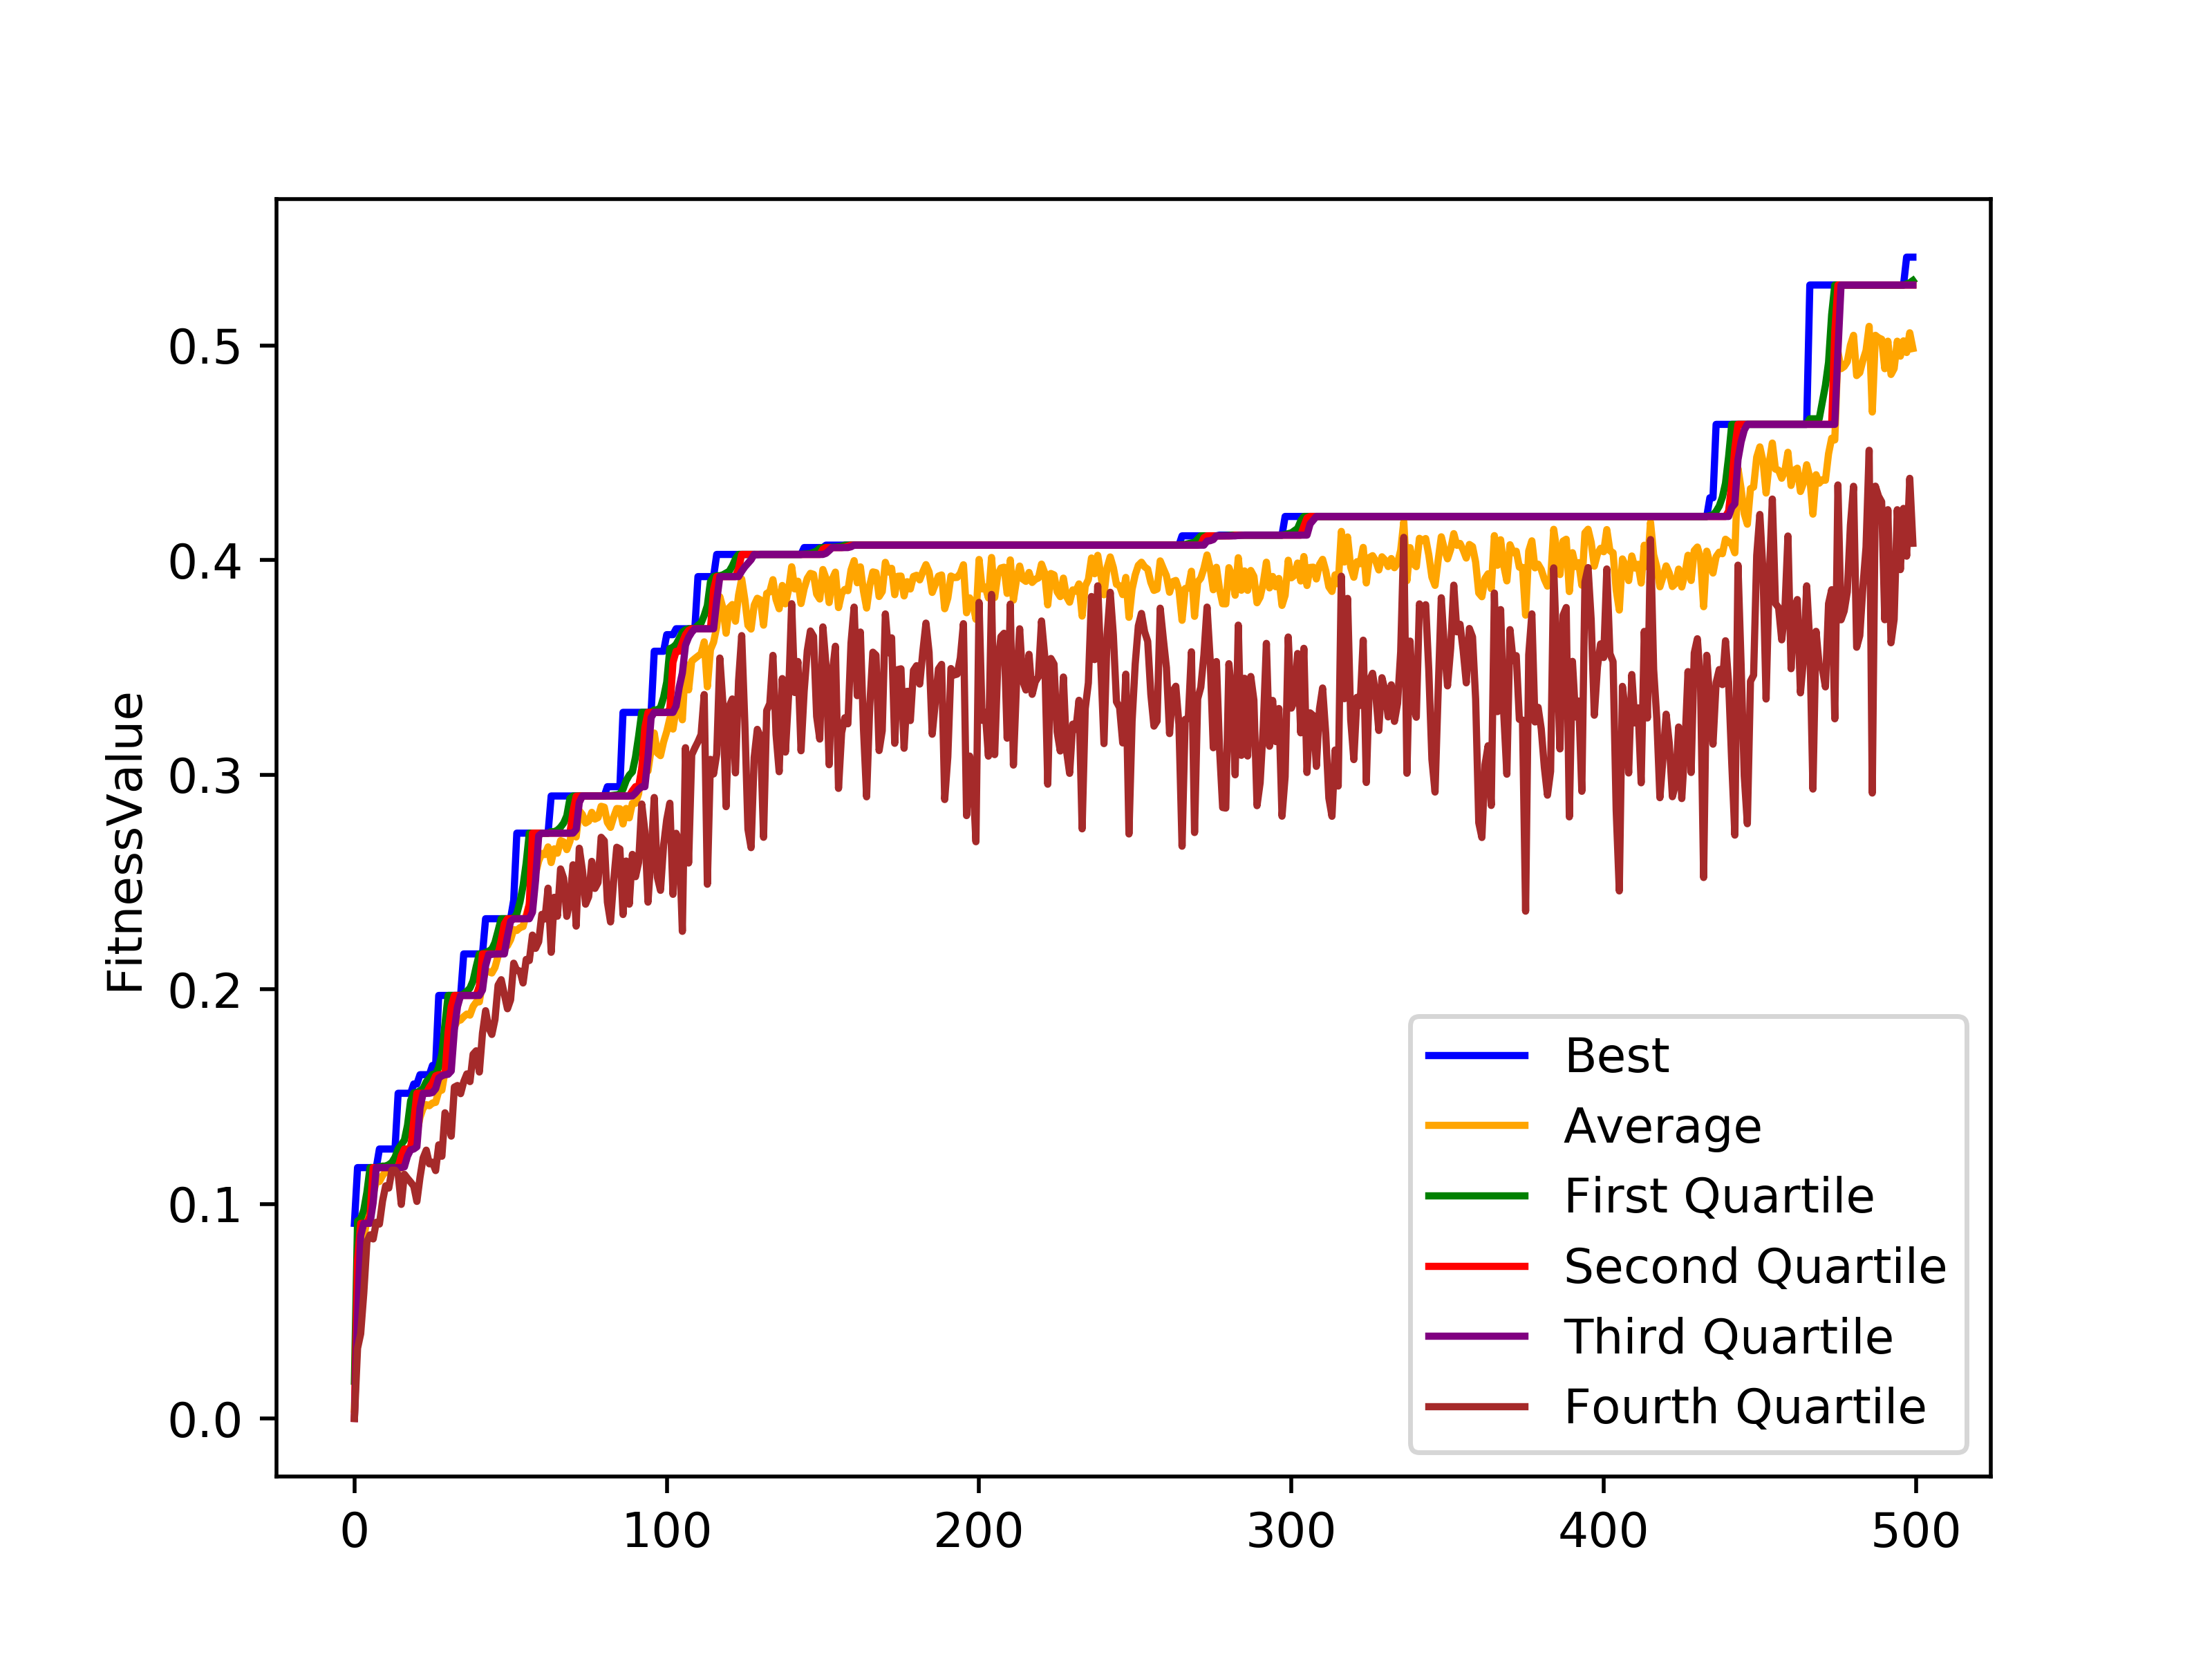 FitnessValue
0.5
0.4
0.3
0.2
0.1
0.0
0 100 200 300 400 500
Best
Average
First Quartile
Second Quartile
Third Quartile
Fourth Quartile